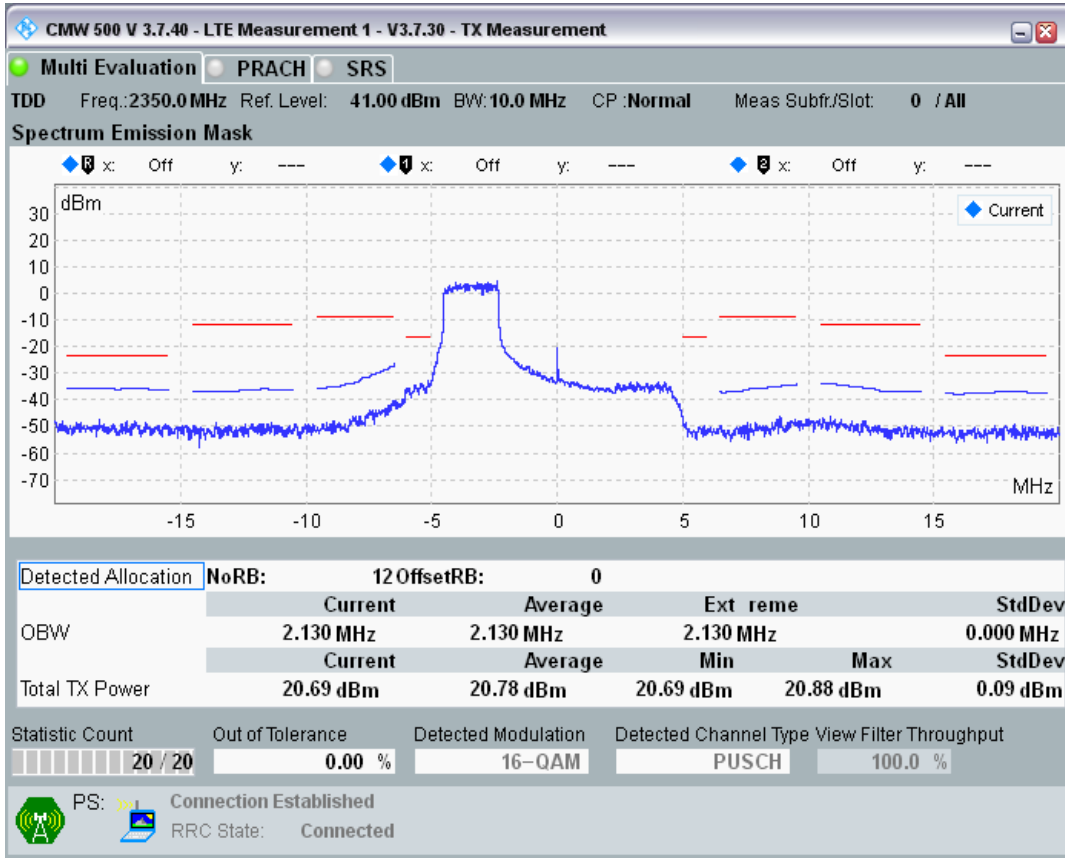 CMW 500 V 3.7.40 - LTE Measurement 1 - V3.7.30 - TX Measurement
Multi Evaluation PRACH SRS
TDD Freq.:2350.0 MHz Ref. Level: 41.00 dBm BW: 10.0 MHz CP :Normal Meas Subfr./Slot: 0 / All
Spectrum Emission Mask
R x: Off y: --- 1 x: Off y: --- 2 x: Off y: ---
dBm
Current
30
20
10
0
-10
-20
-30
-40
-50
-60
-70
MHz
-15 -10 -5 0 5 10 15
Detected Allocation NoRB: 12 OffsetRB: 0
Current Average Ext reme StdDev
OBW 2.130 MHz 2.130 MHz 2.130 MHz 0.000 MHz
Current Average Min Max StdDev
Total TX Power 20.69 dBm 20.78 dBm 20.69 dBm 20.88 dBm 0.09 dBm
Statistic Count Out of Tolerance Detected Modulation Detected Channel Type View Filter Throughput
20 / 20 0.00 % 16-QAM PUSCH 100.0 %
PS: Connection Established
RRC State: Connected